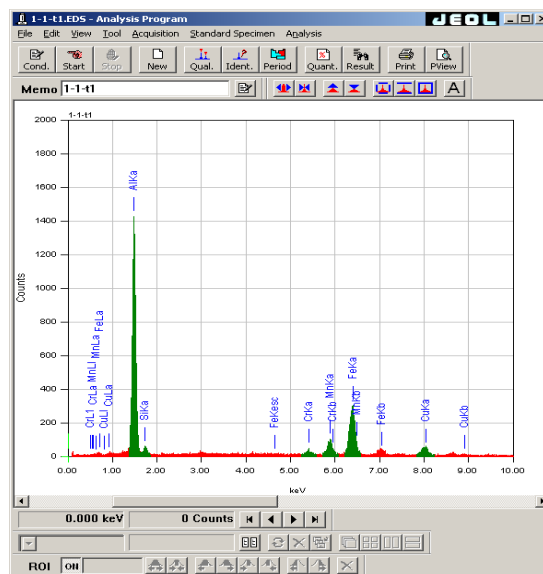 1-1-t1.EDS - Analysis Program JEOL
File Edit View Tool Acquisition Standard Specimen Analysis
Cond. Start Stop New Qual. Ident. Period Quant. Result Print PView
Memo 1-1-t1 A
1-1-t1
2000
1800
1600
1400
1200
1000
800
600
400
200
0
Counts
CrL1
CrLa
MnLl
MnLa
FeLa
CuLl
CuLa
AlKa
SiKa
FeKesc
CrKa
CrKb
MnKa
FeKa
MnKb
FeKb
CuKa
CuKb
0.00 1.00 2.00 3.00 4.00 5.00 6.00 7.00 8.00 9.00 10.00
keV
0.000 keV 0 Counts
ROI ON